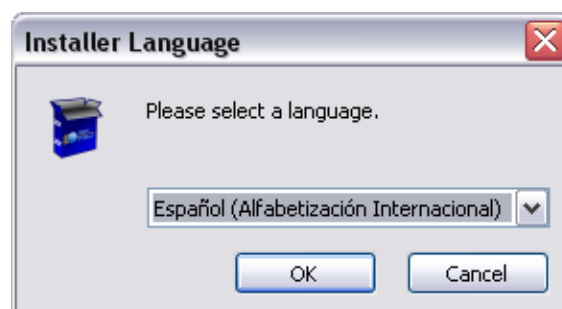 Installer Language
Please select a language.
Español (Alfabetización Internacional)
OK
Cancel